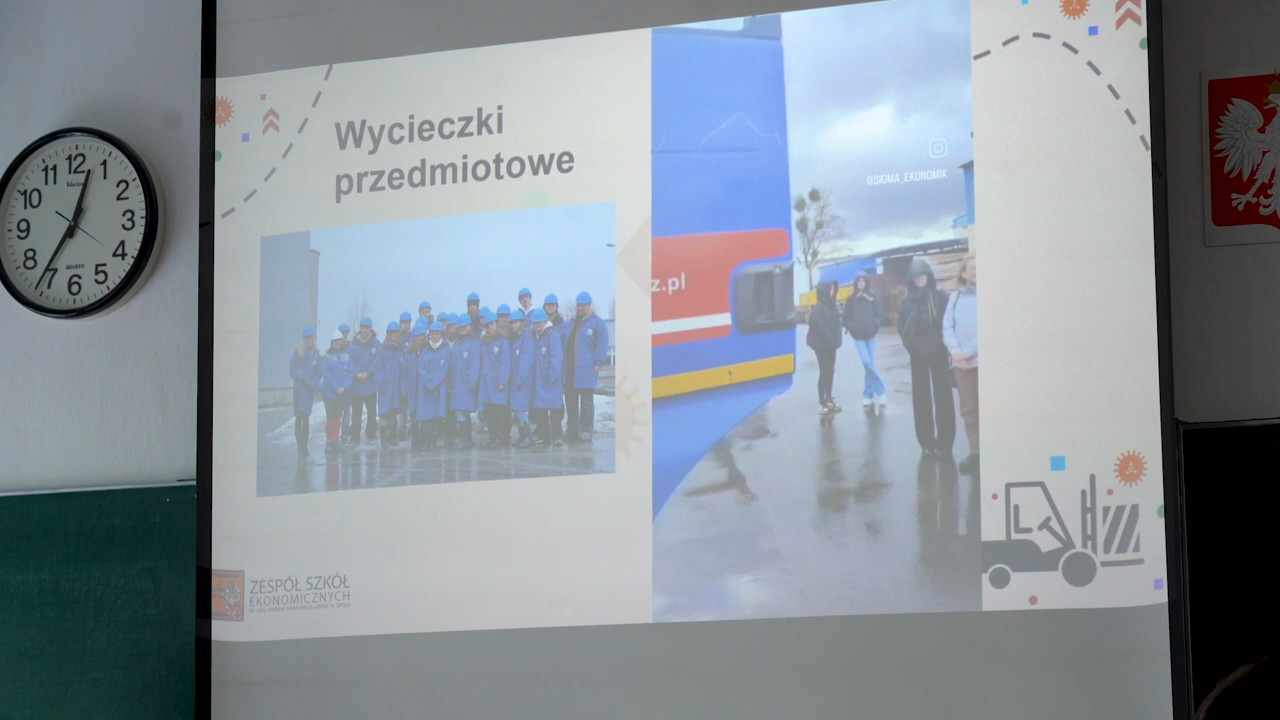 Wycieczki
przedmiotowe
@SIGMA_EKONOMIK
z.pl
ZESPÓŁ SZKÓŁ
EKONOMICZNYCH
12
1
2
3
4
5
6
7
8
9
10
11
QUARTZ